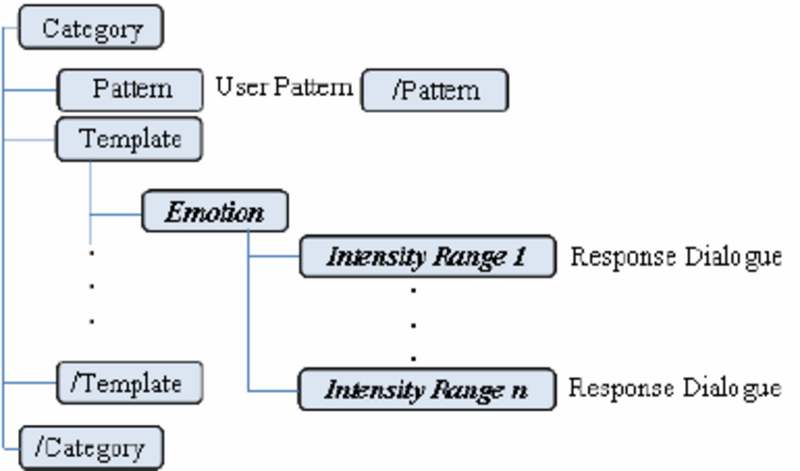 Category
Pattern User Pattern /Pattern
Template
Emotion
Intensity Range 1 Response Dialogue
/Template
Intensity Range n Response Dialogue
/Category